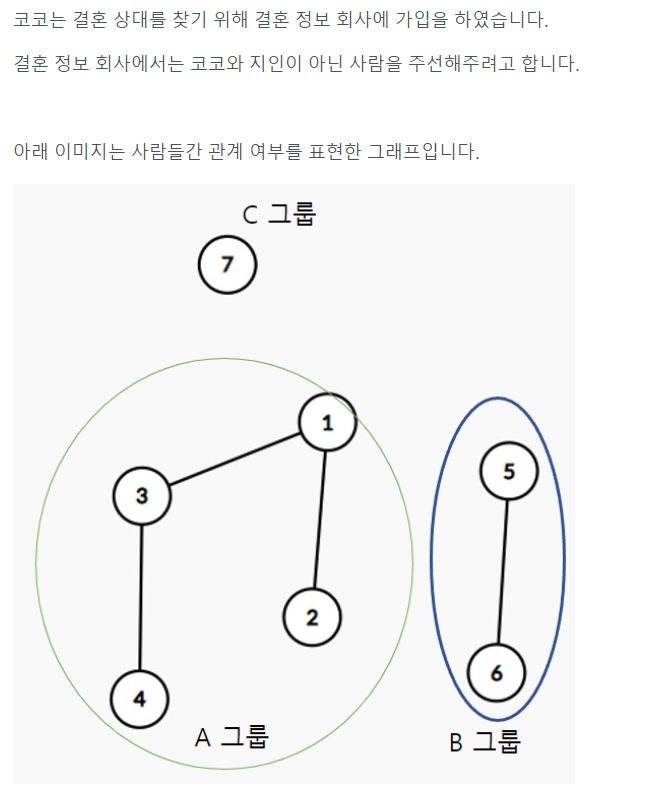 코코는 결혼 상대를 찾기 위해 결혼 정보 회사에 가입을 하였습니다.
결혼 정보 회사에서는 코코와 지인이 아닌 사람을 주선해주려고 합니다.
아래 이미지는 사람들간 관계 여부를 표현한 그래프입니다.
C 그룹
7
1
3
5
2
6
4
A 그룹
B 그룹